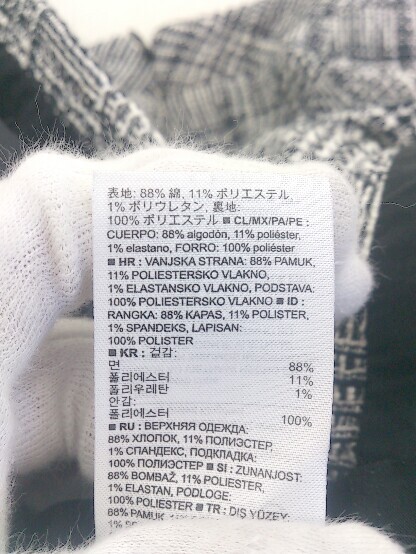 表地: 88% 綿, 11% ポリエステル,
1% ポリウレタン, 裏地:
100% ポリエステル ■ CL/MX/PA/PE :
CUERPO: 88% algodón, 11% poliéster,
1% elastano, FORRO: 100% poliéster
■ HR : VANJSKA STRANA: 88% PAMUK,
11% POLIESTERSKO VLAKNO,
1% ELASTANSKO VLAKNO, PODSTAVA:
100% POLIESTERSKO VLAKNO ■ ID :
RANGKA: 88% KAPAS, 11% POLISTER,
1% SPANDEKS, LAPISAN:
100% POLISTER
■ KR : 겉감:
면 88%
폴리에스터 11%
폴리우레탄 1%
안감:
폴리에스터 100%
■ RU : ВЕРХНЯЯ ОДЕЖДА:
88% ХЛОПОК, 11% ПОЛИЭСТЕР,
1% СПАНДЕКС, ПОДКЛАДКА:
100% ПОЛИЭСТЕР ■ SI : ZUNANJOST:
88% BOMBAŽ, 11% POLIESTER,
1% ELASTAN, PODLOGE:
100% POLIESTER ■ TR : DIŞ YÜZEY:
88% PAMUK,